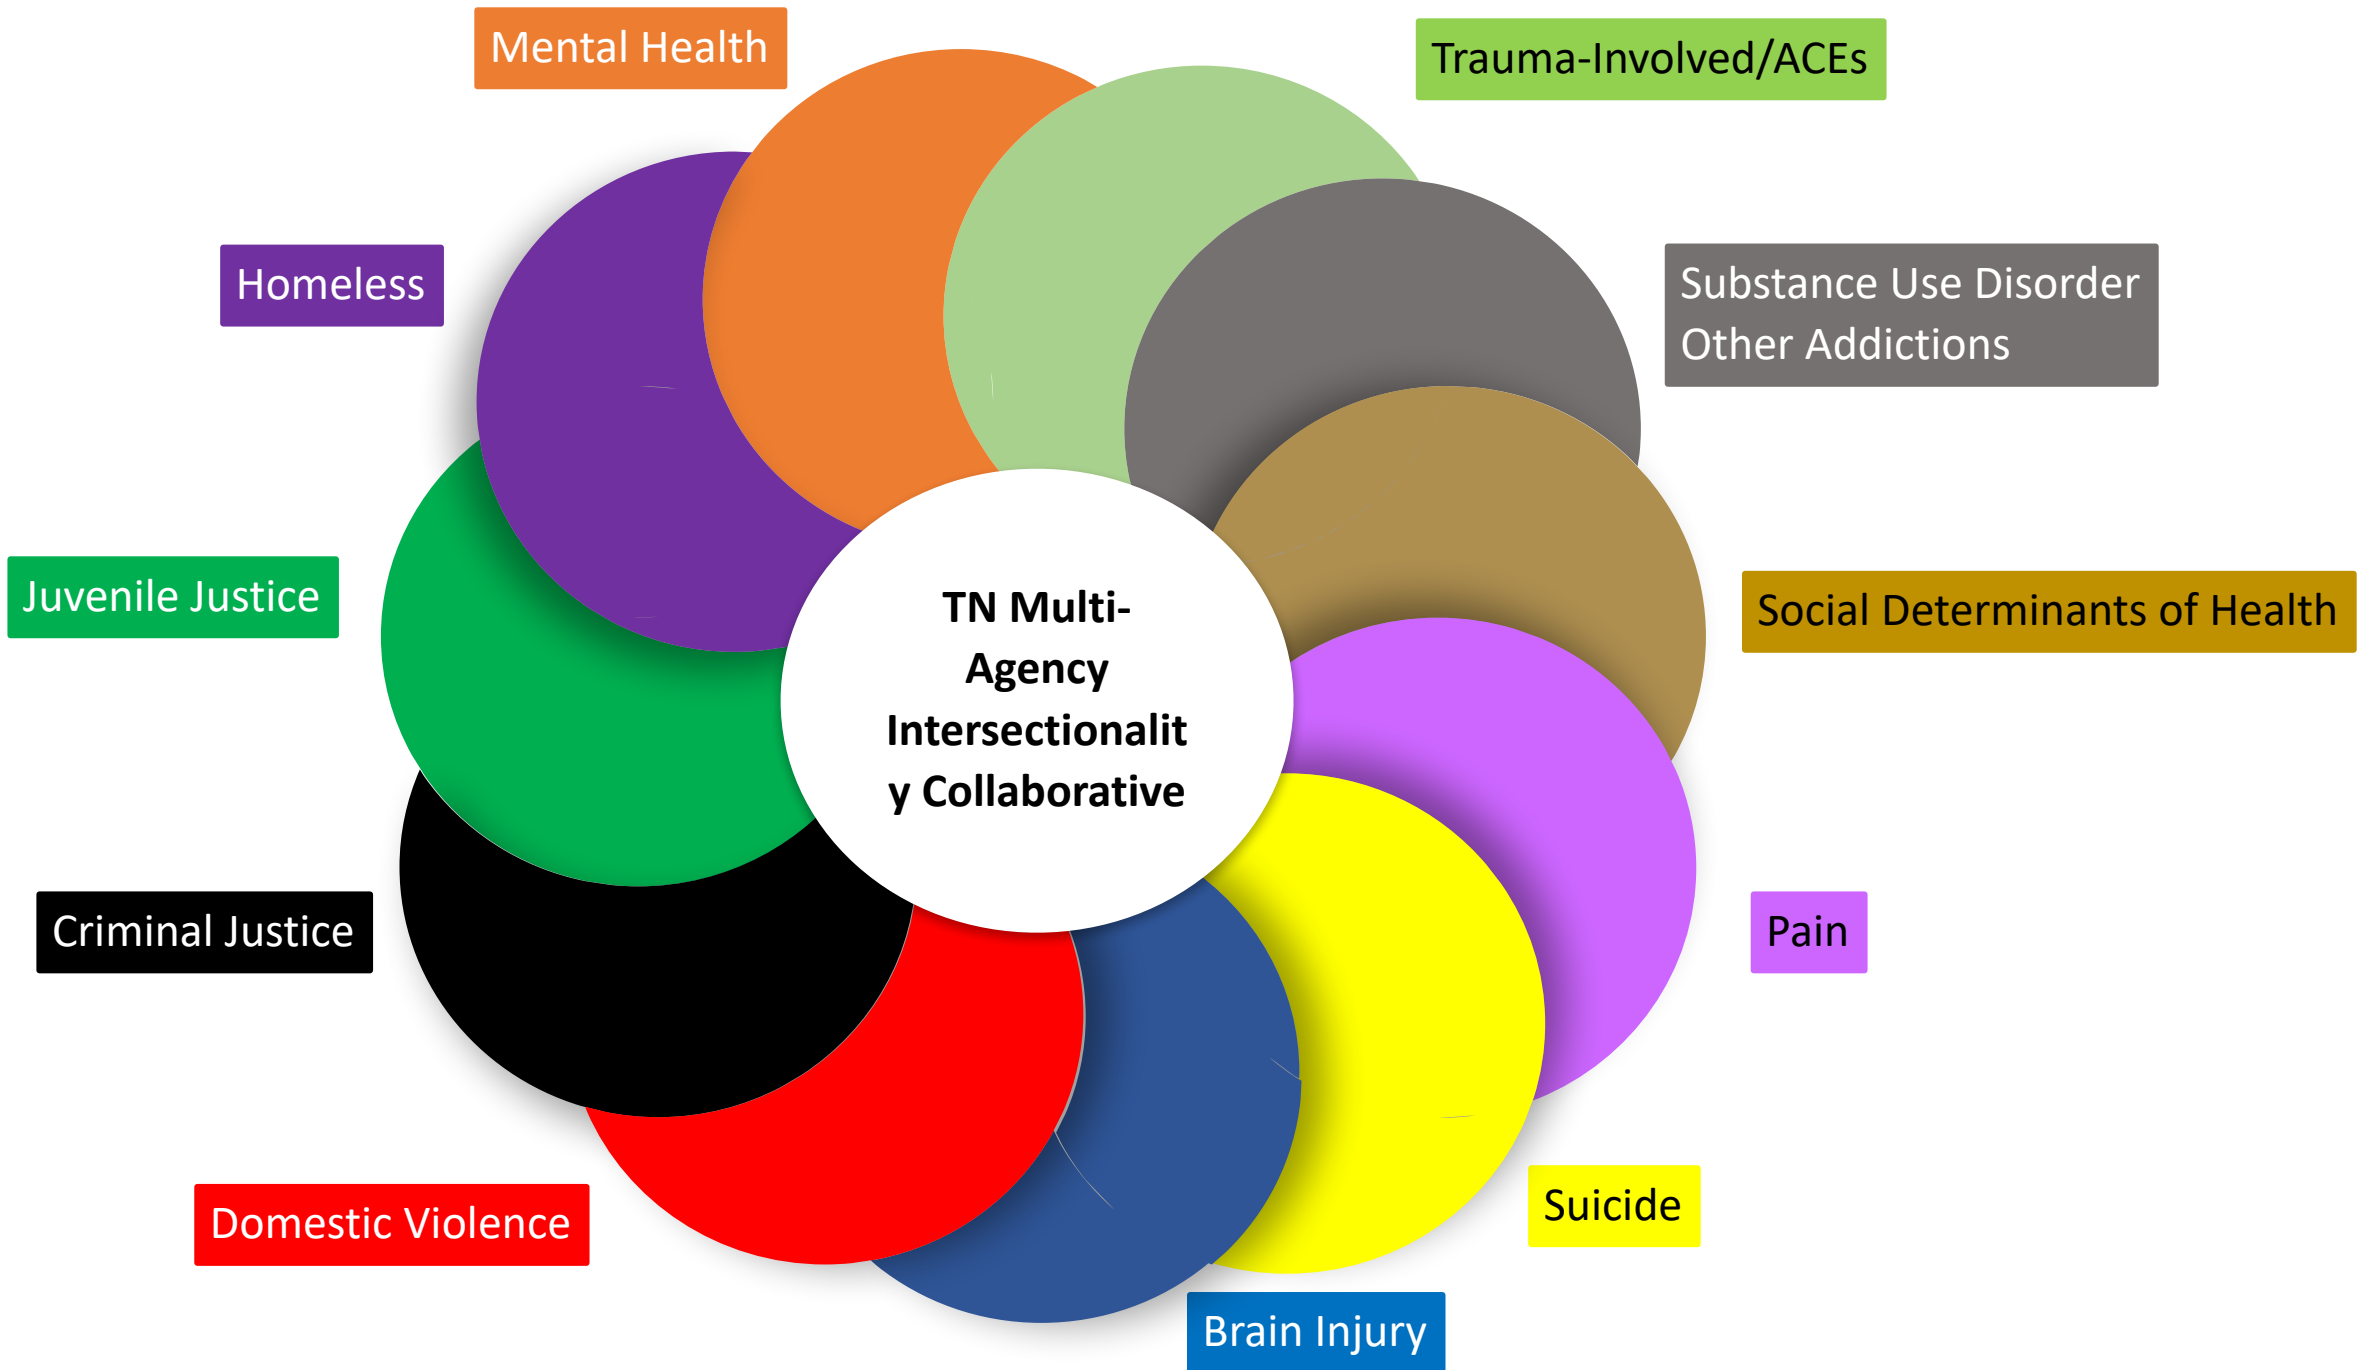 Mental Health
Trauma-Involved/ACEs
Homeless
Substance Use Disorder
Other Addictions
Juvenile Justice
TN Multi-
Agency
Intersectionalit
y Collaborative
Social Determinants of Health
Criminal Justice
Pain
Domestic Violence
Suicide
Brain Injury